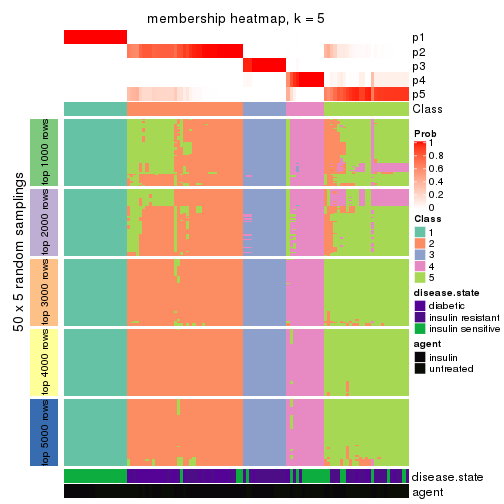 membership heatmap, k = 5
p1
p2
p3
p4
p5
Class
50 x 5 random samplings
top 1000 rows
top 2000 rows
top 3000 rows
top 4000 rows
top 5000 rows
Prob
1
0.8
0.6
0.4
0.2
0
Class
1
2
3
4
5
disease.state
diabetic
insulin resistant
insulin sensitive
agent
insulin
untreated
disease.state
agent